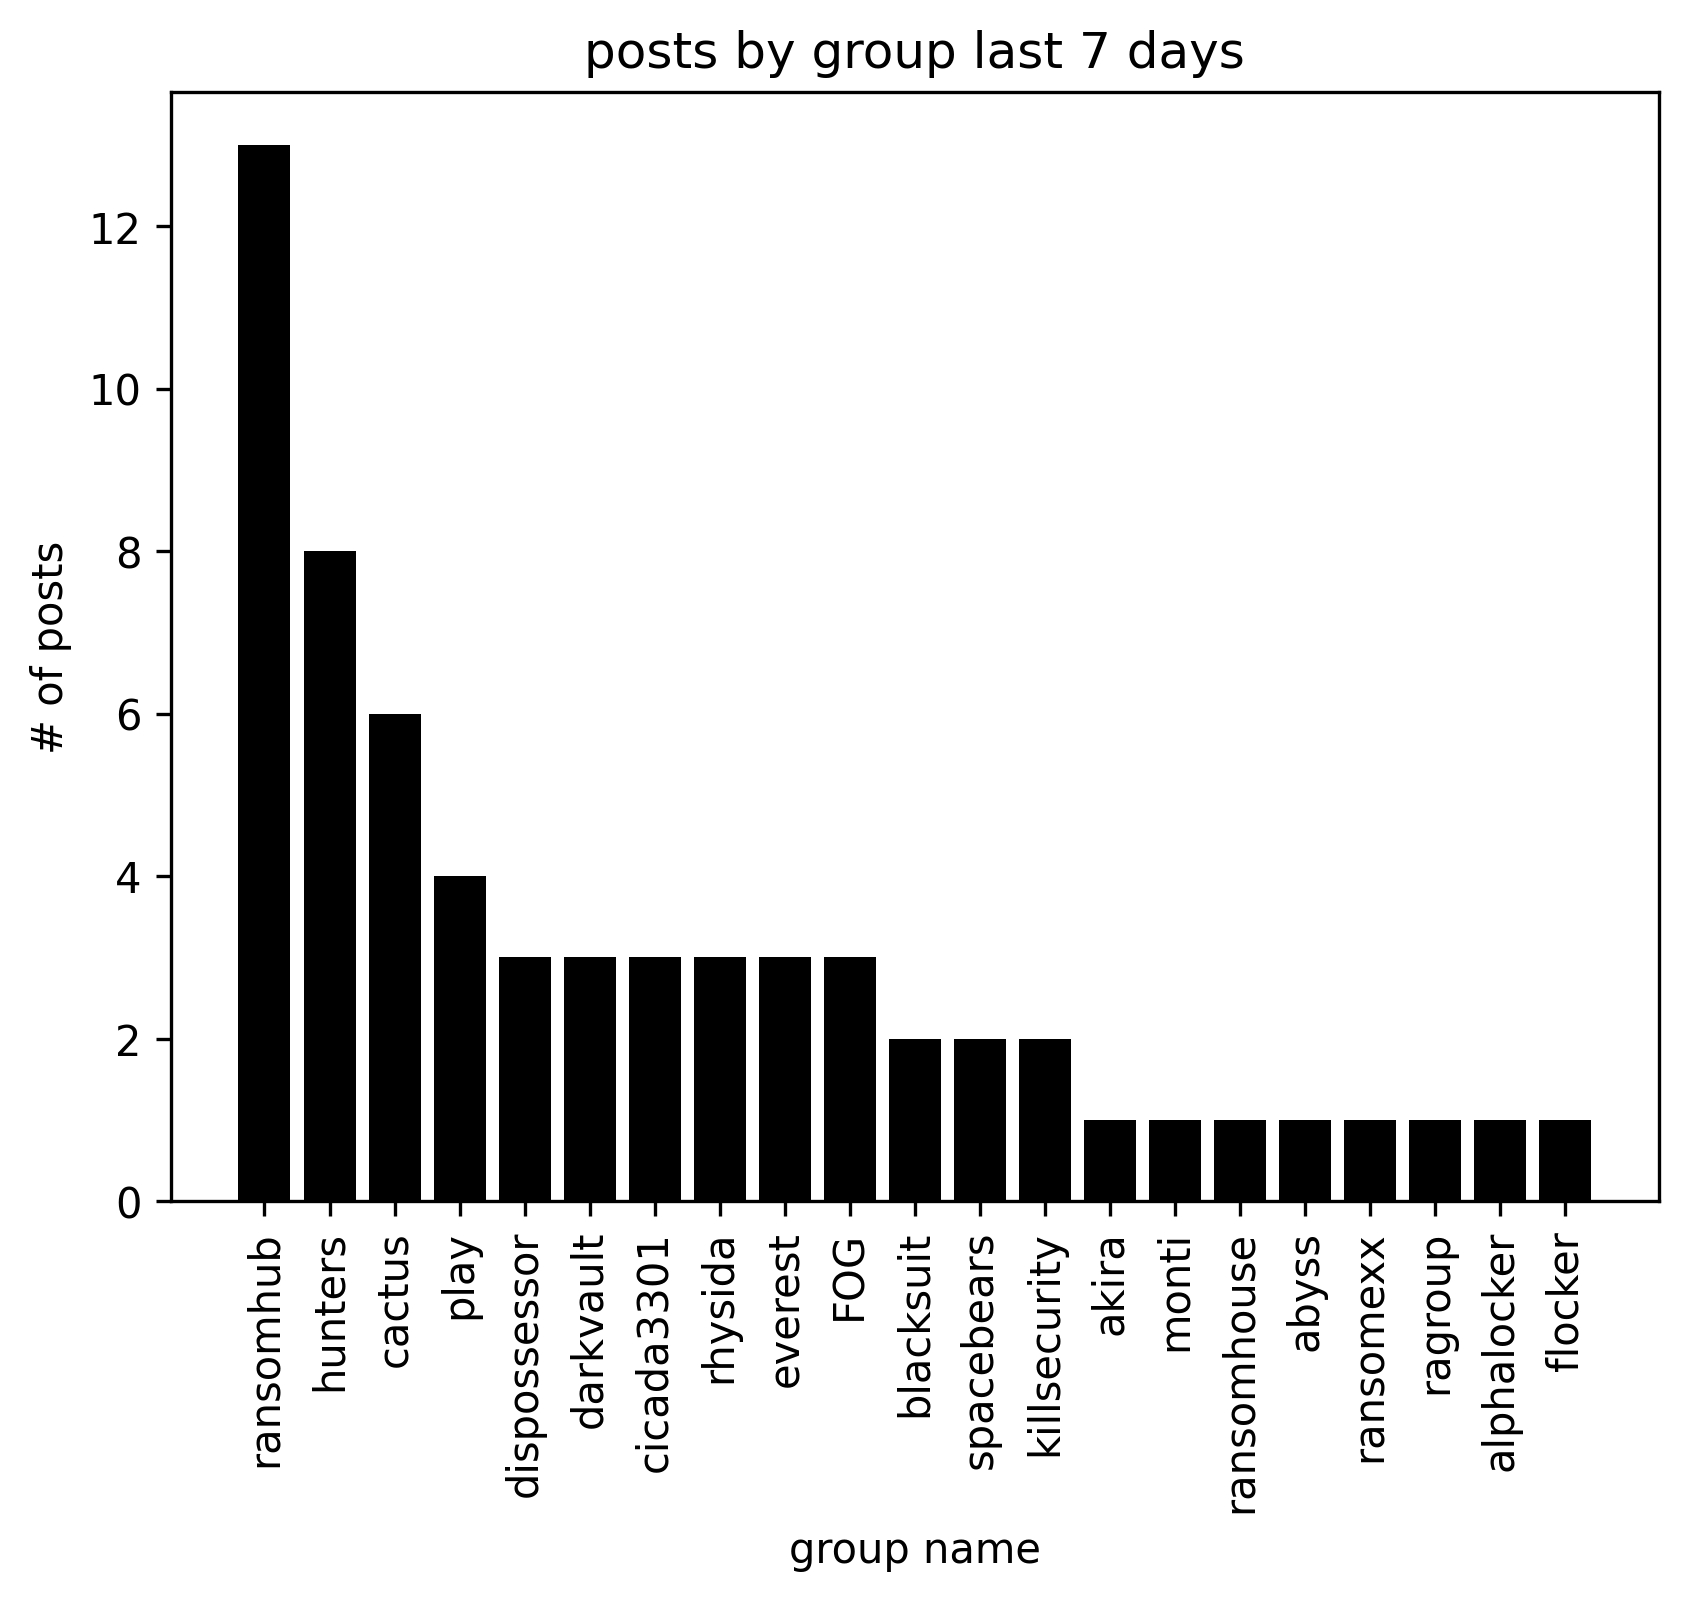 posts by group last 7 days
# of posts
12
10
8
6
4
2
0
ransomhub
hunters
cactus
play
dispossessor
darkvault
cicada3301
rhysida
everest
FOG
blacksuit
spacebears
killsecurity
akira
monti
ransomhouse
abyss
ransomexx
ragroup
alphalocker
flocker
group name